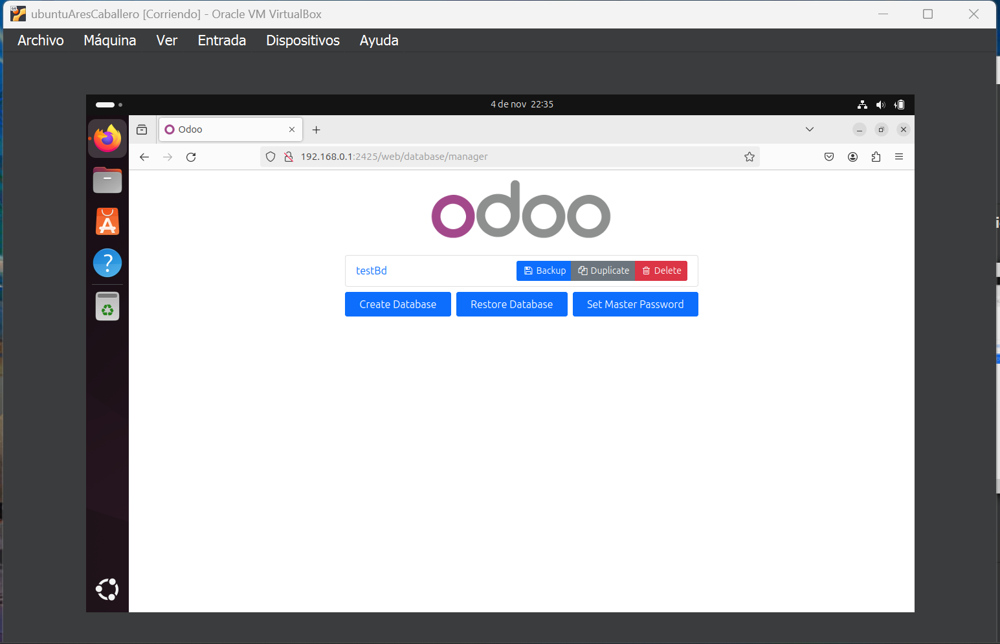 ubuntuAresCaballero [Corriendo] - Oracle VM VirtualBox
Archivo Máquina Ver Entrada Dispositivos Ayuda
4 de nov 22:35
Odoo
192.168.0.1:2425/web/database/manager
odoo
testBd Backup Duplicate Delete
Create Database Restore Database Set Master Password